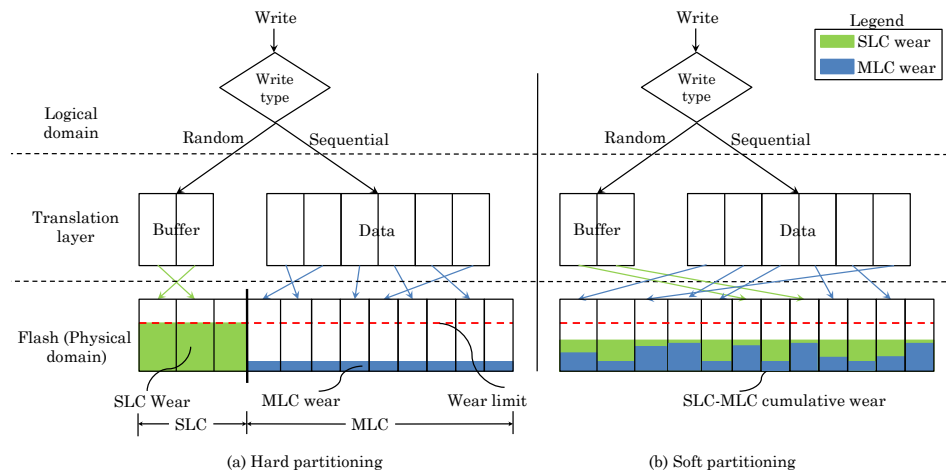 Write
Write
Legend
SLC wear
MLC wear
Write
type
Write
type
Logical
domain
Random
Sequential
Random
Sequential
Translation
layer
Buffer
Data
Buffer
Data
Flash (Physical
domain)
SLC Wear
MLC wear
Wear limit
SLC-MLC cumulative wear
SLC
MLC
(a) Hard partitioning
(b) Soft partitioning